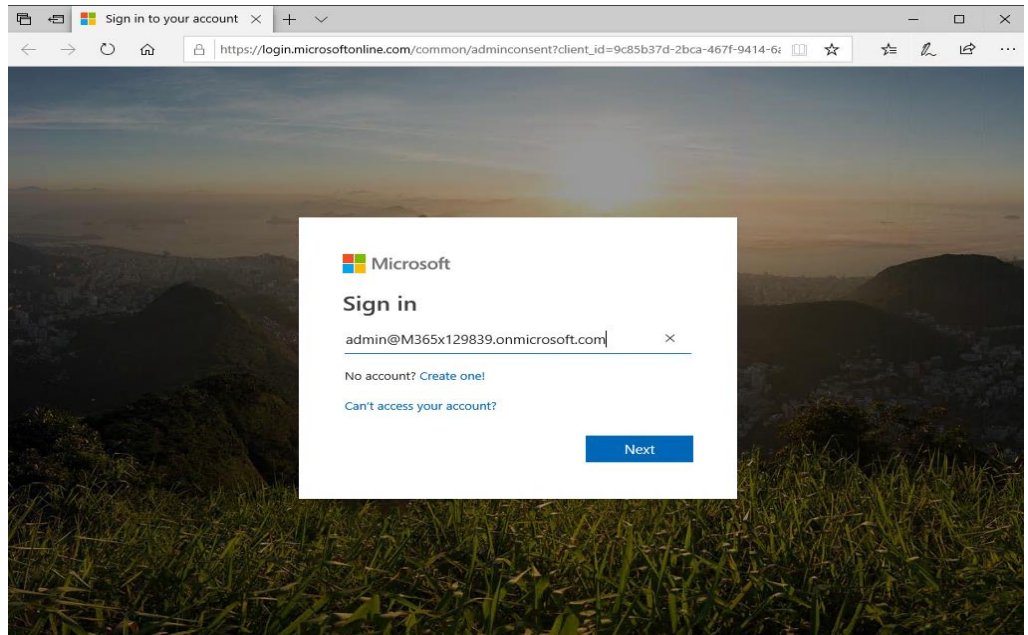 Sign in to your account
https://login.microsoftonline.com/common/adminconsent?client_id=9c85b37d-2bca-467f-9414-6
Microsoft
Sign in
admin@M365x129839.onmicrosoft.com
No account? Create one!
Can't access your account?
Next